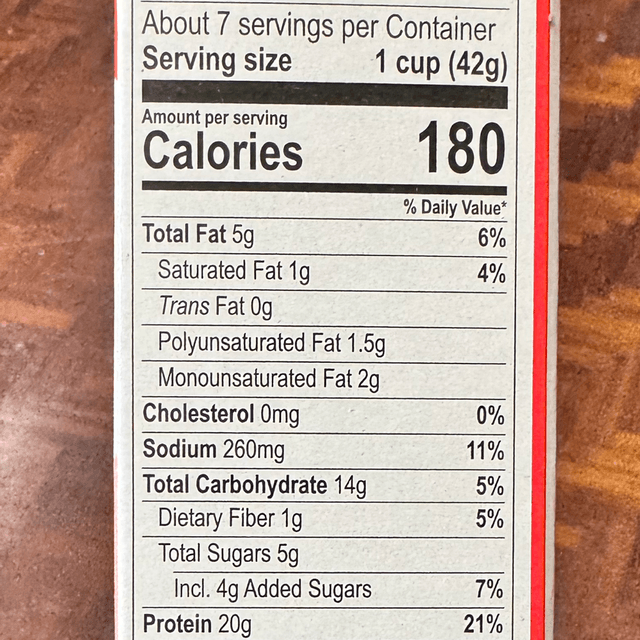 About 7 servings per Container
Serving size 1 cup (42g)
Amount per serving
Calories 180
% Daily Value*
Total Fat 5g 6%
Saturated Fat 1g 4%
Trans Fat 0g
Polyunsaturated Fat 1.5g
Monounsaturated Fat 2g
Cholesterol 0mg 0%
Sodium 260mg 11%
Total Carbohydrate 14g 5%
Dietary Fiber 1g 5%
Total Sugars 5g
Incl. 4g Added Sugars 7%
Protein 20g 21%